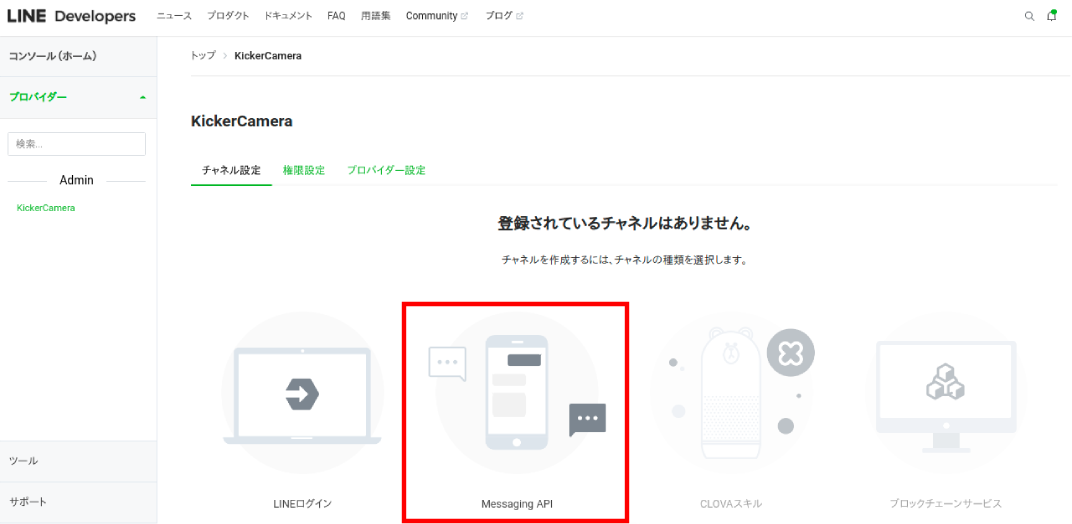 LINE Developers ニュース プロダクト ドキュメント FAQ 用語集 Community ブログ
コンソール(ホーム)
トップ > KickerCamera
プロバイダー
KickerCamera
検索...
チャネル設定 権限設定 プロバイダー設定
Admin
KickerCamera
登録されているチャネルはありません。
チャネルを作成するには、チャネルの種類を選択します。
ツール
サポート
LINEログイン Messaging API CLOVAスキル ブロックチェーンサービス